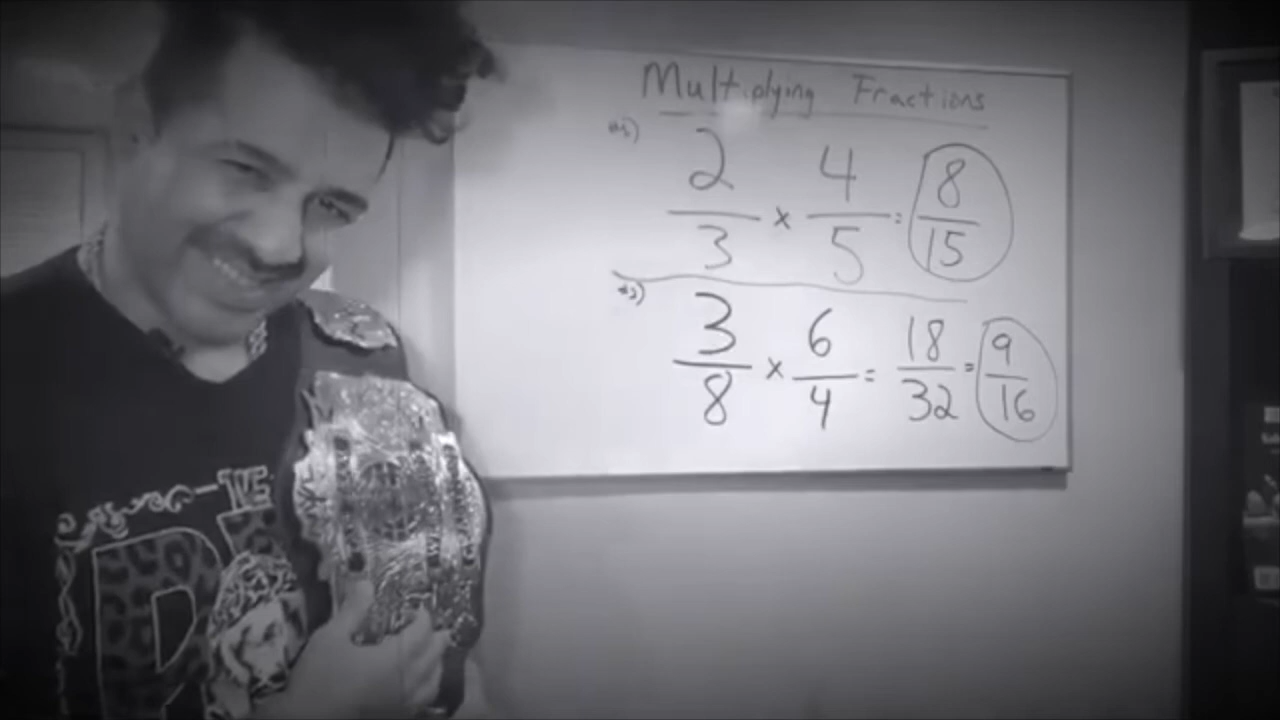 Multiplying Fractions
#1) 2/3 × 4/5 = 8/15
#2) 3/8 × 6/4 = 18/32 = 9/16